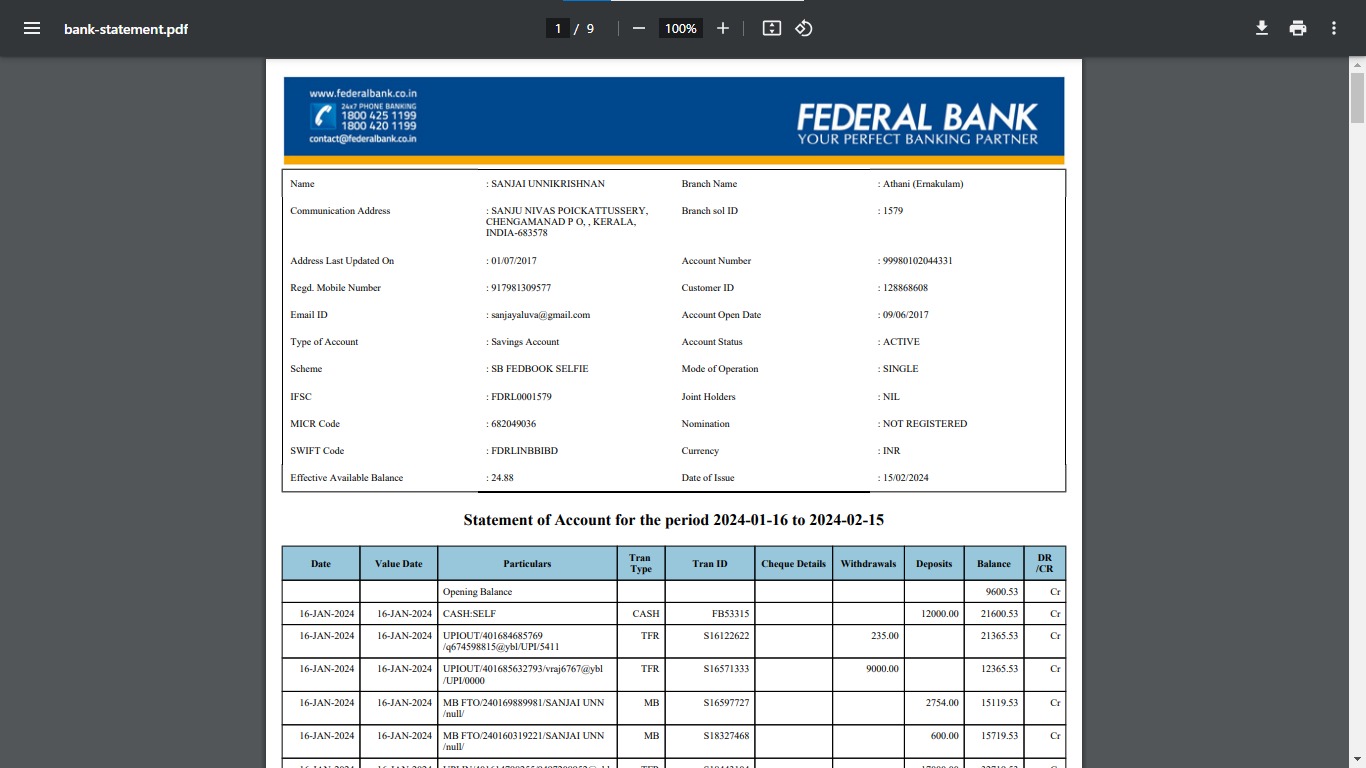 bank-statement.pdf
1 / 9
100%
www.federalbank.co.in
24x7 PHONE BANKING
1800 425 1199
1800 420 1199
contact@federalbank.co.in
FEDERAL BANK
YOUR PERFECT BANKING PARTNER
Name : SANJAI UNNIKRISHNAN Branch Name : Athani (Ernakulam)
Communication Address : SANJU NIVAS POICKATTUSSERY, Branch sol ID : 1579
CHENGAMANAD P O, , KERALA,
INDIA-683578
Address Last Updated On : 01/07/2017 Account Number : 99980102044331
Regd. Mobile Number : 917981309577 Customer ID : 128868608
Email ID : sanjayaluva@gmail.com Account Open Date : 09/06/2017
Type of Account : Savings Account Account Status : ACTIVE
Scheme : SB FEDBOOK SELFIE Mode of Operation : SINGLE
IFSC : FDRL0001579 Joint Holders : NIL
MICR Code : 682049036 Nomination : NOT REGISTERED
SWIFT Code : FDRLINBBIBD Currency : INR
Effective Available Balance : 24.88 Date of Issue : 15/02/2024
Statement of Account for the period 2024-01-16 to 2024-02-15
Date Value Date Particulars Tran Type Tran ID Cheque Details Withdrawals Deposits Balance DR /CR
Opening Balance 9600.53 Cr
16-JAN-2024 16-JAN-2024 CASH:SELF CASH FB53315 12000.00 21600.53 Cr
16-JAN-2024 16-JAN-2024 UPIOUT/401684685769 TFR S16122622 235.00 21365.53 Cr
/q674598815@ybl/UPI/5411
16-JAN-2024 16-JAN-2024 UPIOUT/401685632793/vraj6767@ybl TFR S16571333 9000.00 12365.53 Cr
/UPI/0000
16-JAN-2024 16-JAN-2024 MB FTO/240169889981/SANJAI UNN MB S16597727 2754.00 15119.53 Cr
/null/
16-JAN-2024 16-JAN-2024 MB FTO/240160319221/SANJAI UNN MB S18327468 600.00 15719.53 Cr
/null/